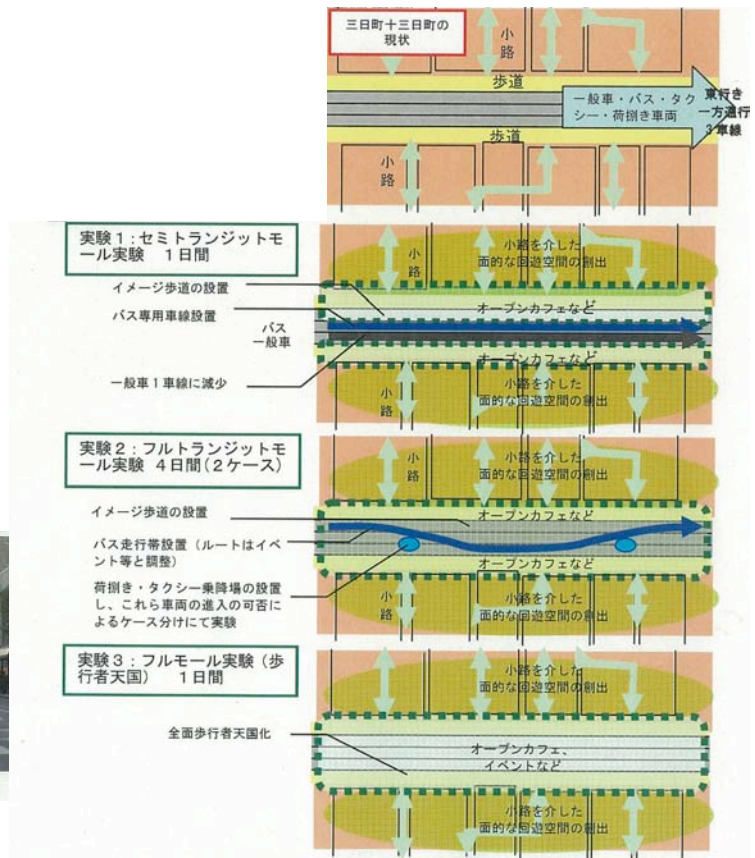 三日町十三日町の
現状
小
路
歩道
一般車・バス・タク
シー・荷捌き車両
東行き
一方通行
3車線
歩道
小
路
実験1:セミトランジットモ
ール実験 1日間
小路を介した
面的な回遊空間の創出
小
路
イメージ歩道の設置
オープンカフェなど
バス専用車線設置
バス
一般車
オープンカフェなど
一般車1車線に減少
小路を介した
面的な回遊空間の創出
小
路
実験2:フルトランジットモ
ール実験 4日間(2ケース)
小路を介した
面的な回遊空間の創出
小
路
イメージ歩道の設置
オープンカフェなど
バス走行帯設置(ルートはイベ
ント等と調整)
オープンカフェなど
荷捌き・タクシー乗降場の設置
し、これら車両の進入の可否に
よるケース分けにて実験
小路を介した
面的な回遊空間の創出
小
路
実験3:フルモール実験(歩
行者天国) 1日間
小路を介した
面的な回遊空間の創出
全面歩行者天国化
オープンカフェ、
イベントなど
小路を介した
面的な回遊空間の創出